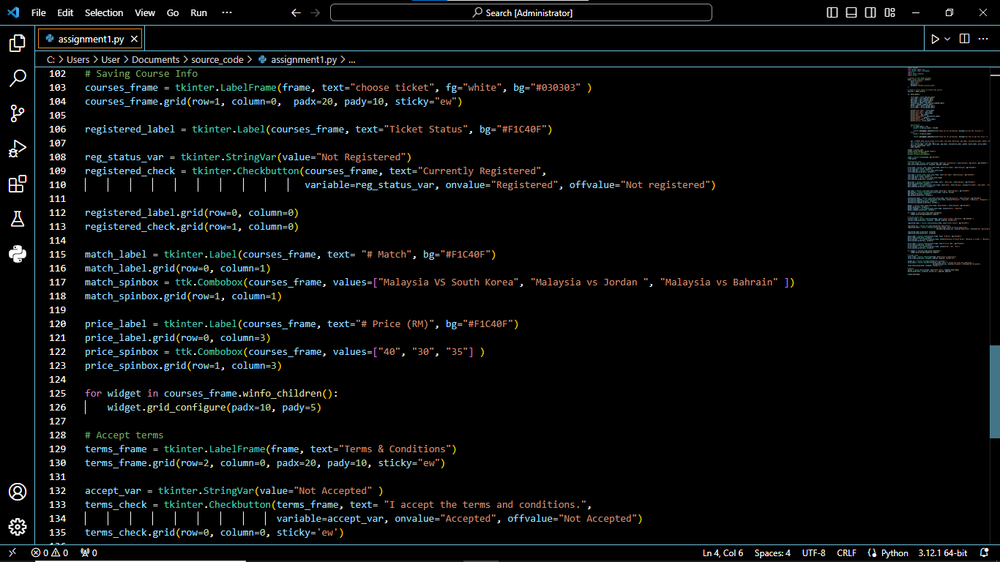 File Edit Selection View Go Run ··· Search [Administrator]
assignment1.py
C: > Users > User > Documents > source_code > assignment1.py > ...
102 # Saving Course Info
103 courses_frame = tkinter.LabelFrame(frame, text="choose ticket", fg="white", bg="#030303" )
104 courses_frame.grid(row=1, column=0,  padx=20, pady=10, sticky="ew")
105
106 registered_label = tkinter.Label(courses_frame, text="Ticket Status", bg="#F1C40F")
107
108 reg_status_var = tkinter.StringVar(value="Not Registered")
109 registered_check = tkinter.Checkbutton(courses_frame, text="Currently Registered",
110 variable=reg_status_var, onvalue="Registered", offvalue="Not registered")
111
112 registered_label.grid(row=0, column=0)
113 registered_check.grid(row=1, column=0)
114
115 match_label = tkinter.Label(courses_frame, text= "# Match", bg="#F1C40F")
116 match_label.grid(row=0, column=1)
117 match_spinbox = ttk.Combobox(courses_frame, values=["Malaysia VS South Korea", "Malaysia vs Jordan ", "Malaysia vs Bahrain" ])
118 match_spinbox.grid(row=1, column=1)
119
120 price_label = tkinter.Label(courses_frame, text="# Price (RM)", bg="#F1C40F")
121 price_label.grid(row=0, column=3)
122 price_spinbox = ttk.Combobox(courses_frame, values=["40", "30", "35"] )
123 price_spinbox.grid(row=1, column=3)
124
125 for widget in courses_frame.winfo_children():
126     widget.grid_configure(padx=10, pady=5)
127
128 # Accept terms
129 terms_frame = tkinter.LabelFrame(frame, text="Terms & Conditions")
130 terms_frame.grid(row=2, column=0, padx=20, pady=10, sticky="ew")
131
132 accept_var = tkinter.StringVar(value="Not Accepted" )
133 terms_check = tkinter.Checkbutton(terms_frame, text= "I accept the terms and conditions.",
134 variable=accept_var, onvalue="Accepted", offvalue="Not Accepted")
135 terms_check.grid(row=0, column=0, sticky='ew')
0 0 0 Ln 4, Col 6 Spaces: 4 UTF-8 CRLF Python 3.12.1 64-bit